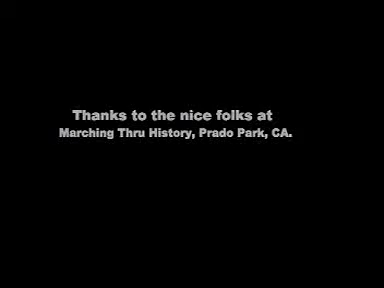 Thanks to the nice folks at
Marching Thru History, Prado Park, CA.